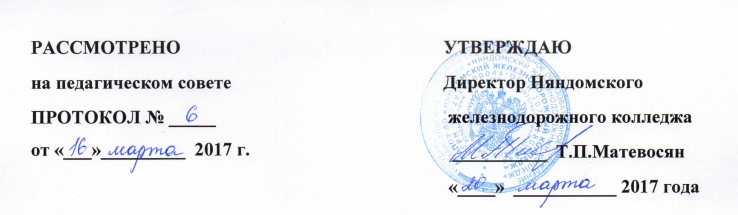 РАССМОТРЕНО
на педагическом совете
ПРОТОКОЛ № 6
от «16» марта 2017 г.
УТВЕРЖДАЮ
Директор Няндомского
железнодорожного колледжа
Т.П.Матевосян
«20» марта 2017 года